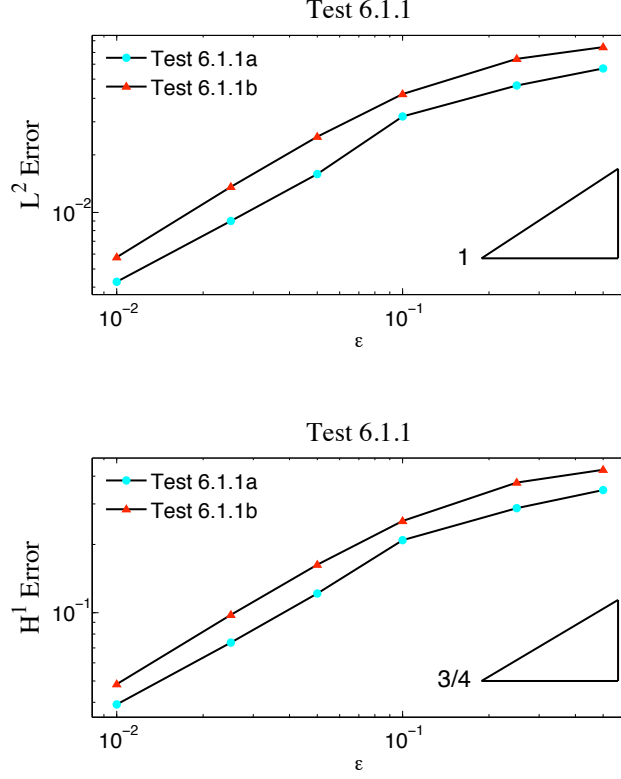 Test 6.1.1
Test 6.1.1a
Test 6.1.1b
L² Error
10⁻²
1
10⁻² 10⁻¹
ε
Test 6.1.1
Test 6.1.1a
Test 6.1.1b
H¹ Error
10⁻¹
3/4
10⁻² 10⁻¹
ε